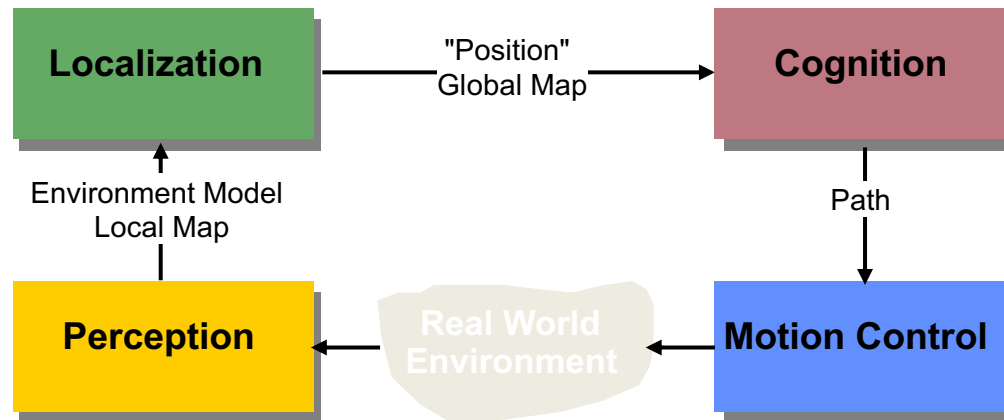 Localization
"Position"
Global Map
Cognition
Environment Model
Local Map
Path
Perception
Real World
Environment
Motion Control